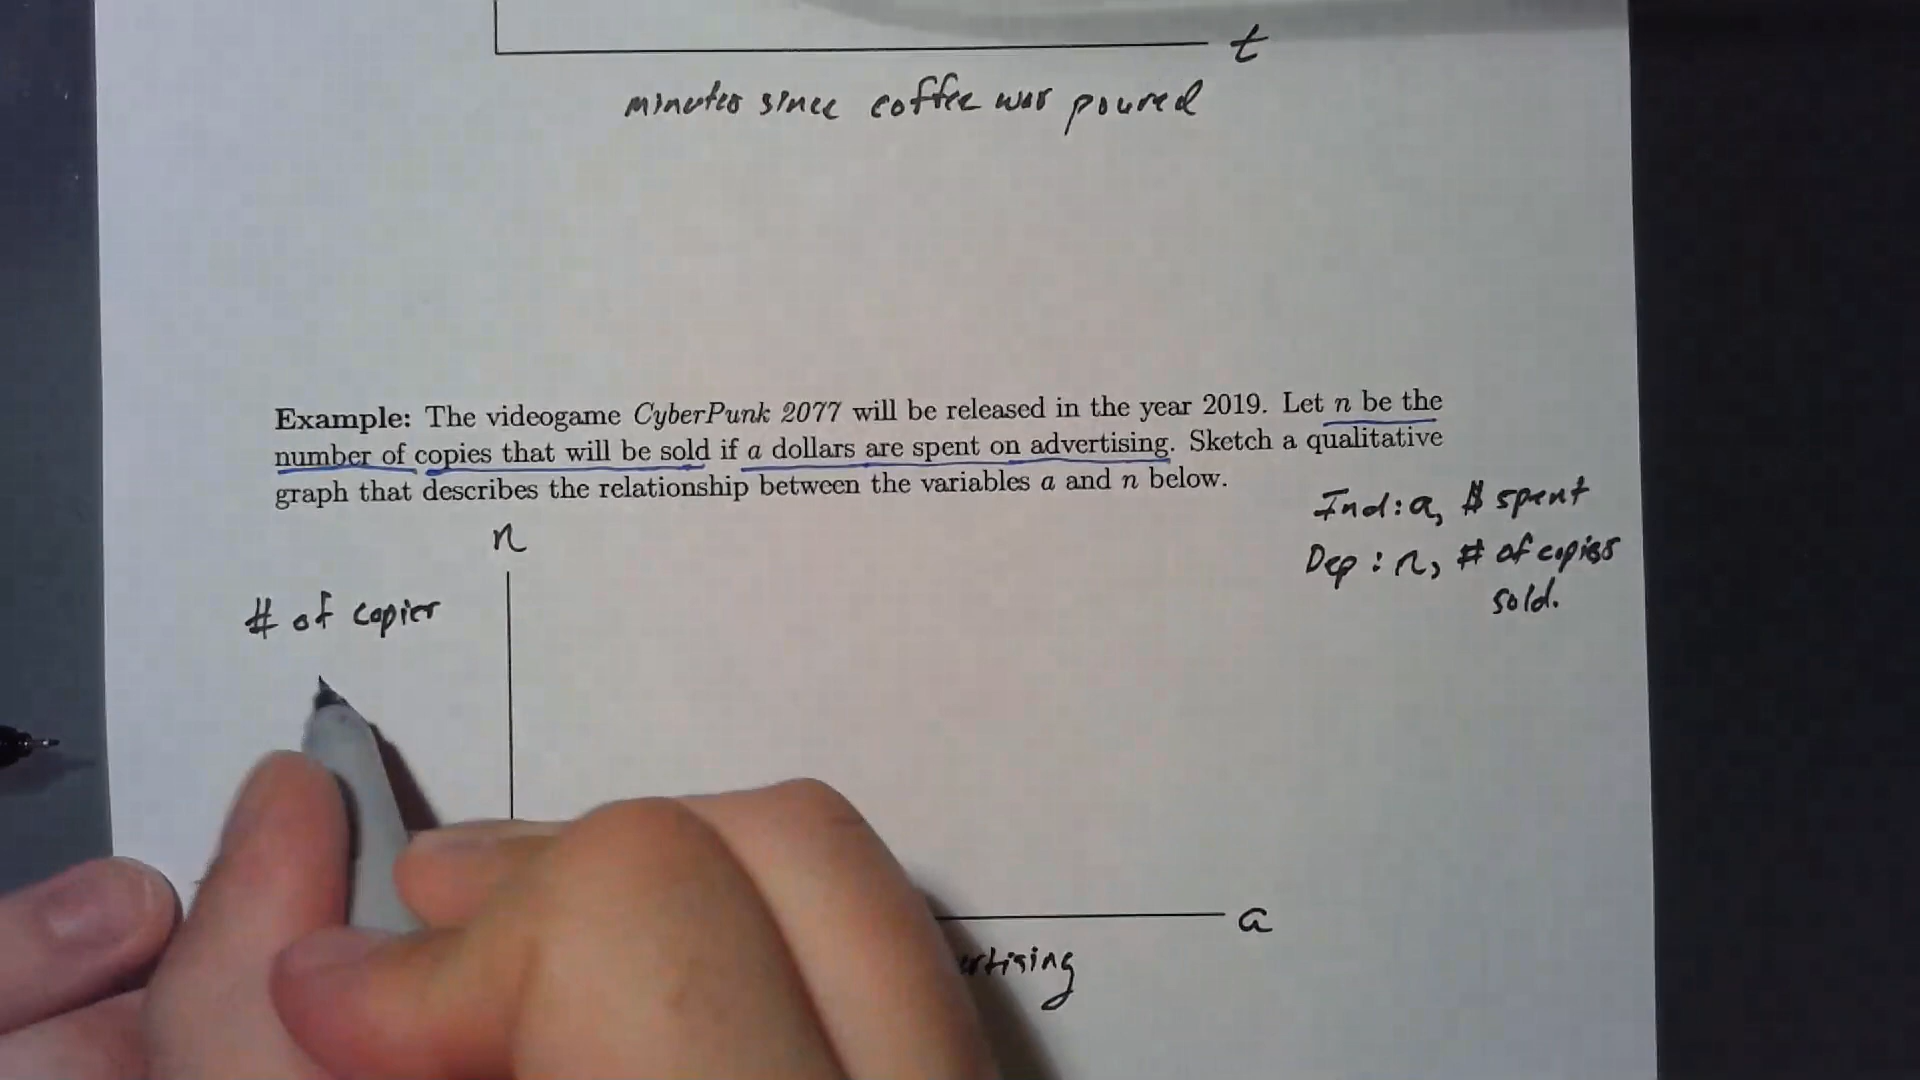 t
minutes since coffee was poured
Example: The videogame CyberPunk 2077 will be released in the year 2019. Let n be the
number of copies that will be sold if a dollars are spent on advertising. Sketch a qualitative
graph that describes the relationship between the variables a and n below.
Ind: a, $ spent
Dep: n, # of copies
sold.
n
# of copies
a
ertising